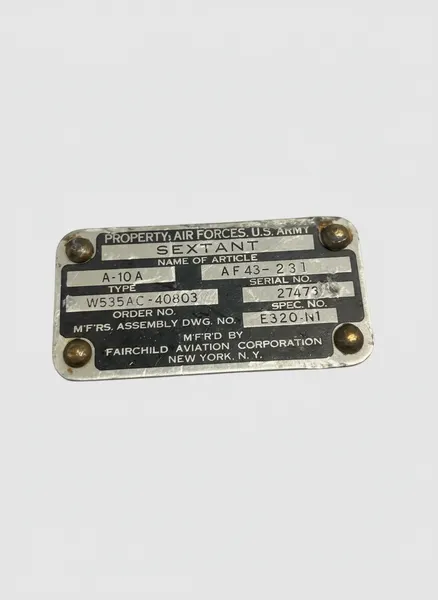 PROPERTY, AIR FORCES, U.S. ARMY
SEXTANT
NAME OF ARTICLE
A-10A AF43-231
TYPE SERIAL NO.
W535AC-40803 27473
ORDER NO. SPEC. NO.
M'F'RS. ASSEMBLY DWG. NO. E320-N1
M'F'R'D BY
FAIRCHILD AVIATION CORPORATION
NEW YORK, N.Y.